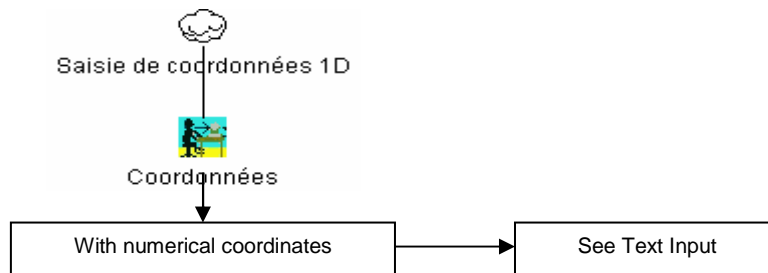 Saisie de coordonnées 1D
Coordonnées
With numerical coordinates
See Text Input